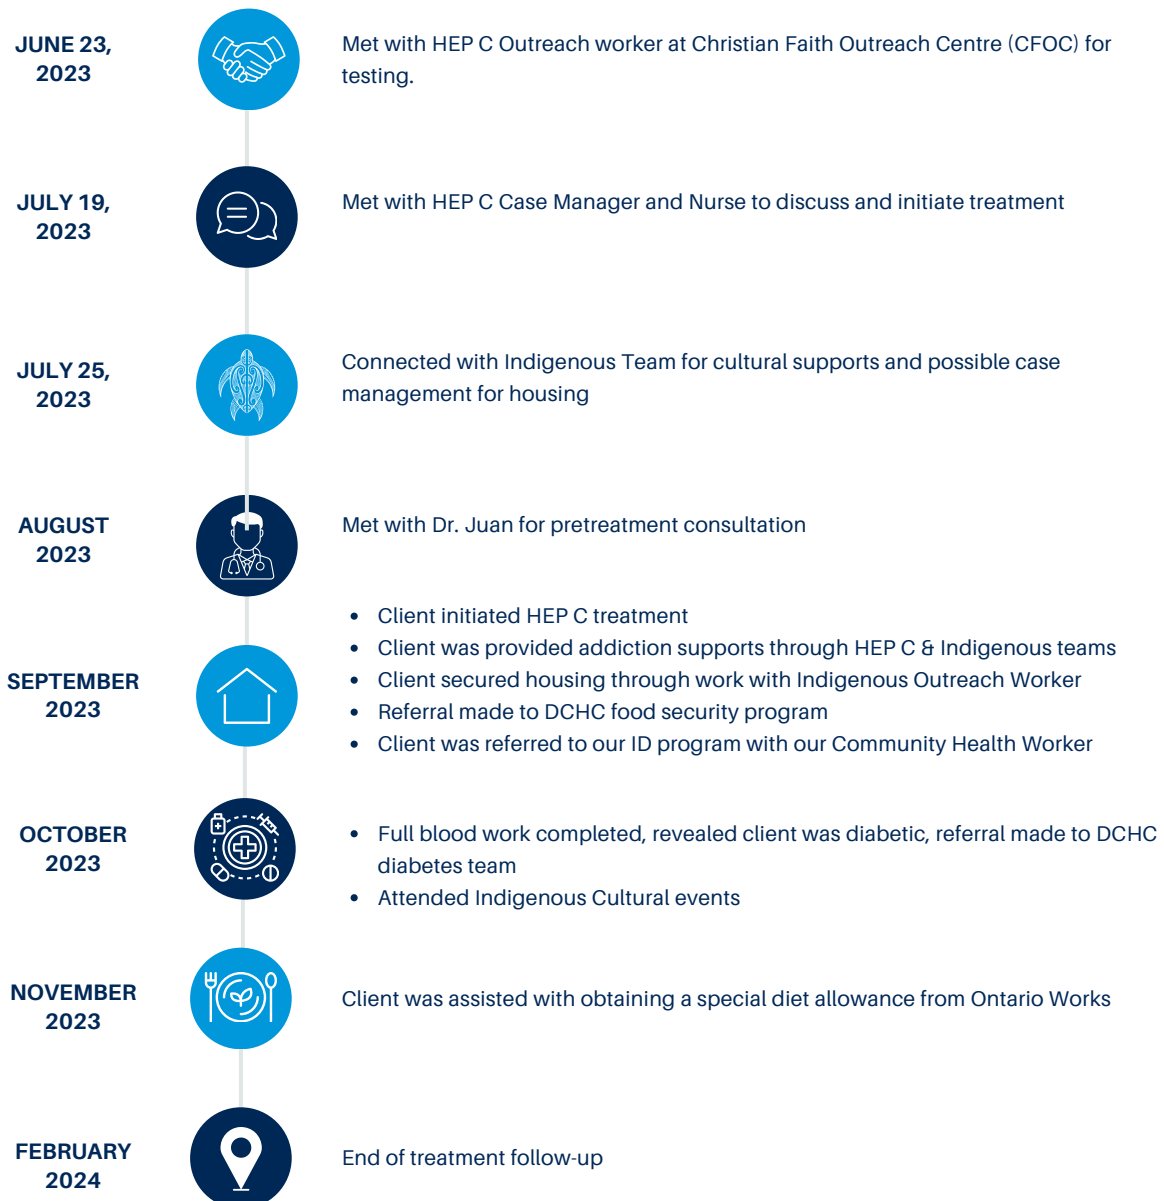 JUNE 23,
2023
Met with HEP C Outreach worker at Christian Faith Outreach Centre (CFOC) for
testing.
JULY 19,
2023
Met with HEP C Case Manager and Nurse to discuss and initiate treatment
JULY 25,
2023
Connected with Indigenous Team for cultural supports and possible case
management for housing
AUGUST
2023
Met with Dr. Juan for pretreatment consultation
SEPTEMBER
2023
• Client initiated HEP C treatment
• Client was provided addiction supports through HEP C & Indigenous teams
• Client secured housing through work with Indigenous Outreach Worker
• Referral made to DCHC food security program
• Client was referred to our ID program with our Community Health Worker
OCTOBER
2023
• Full blood work completed, revealed client was diabetic, referral made to DCHC
diabetes team
• Attended Indigenous Cultural events
NOVEMBER
2023
Client was assisted with obtaining a special diet allowance from Ontario Works
FEBRUARY
2024
End of treatment follow-up